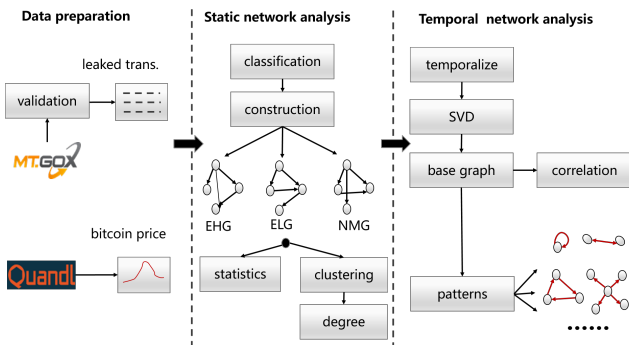 Data preparation
leaked trans.
validation
MT.GOX
bitcoin price
Quandl
Static network analysis
classification
construction
EHG
ELG
NMG
statistics
clustering
degree
Temporal network analysis
temporalize
SVD
base graph
correlation
patterns